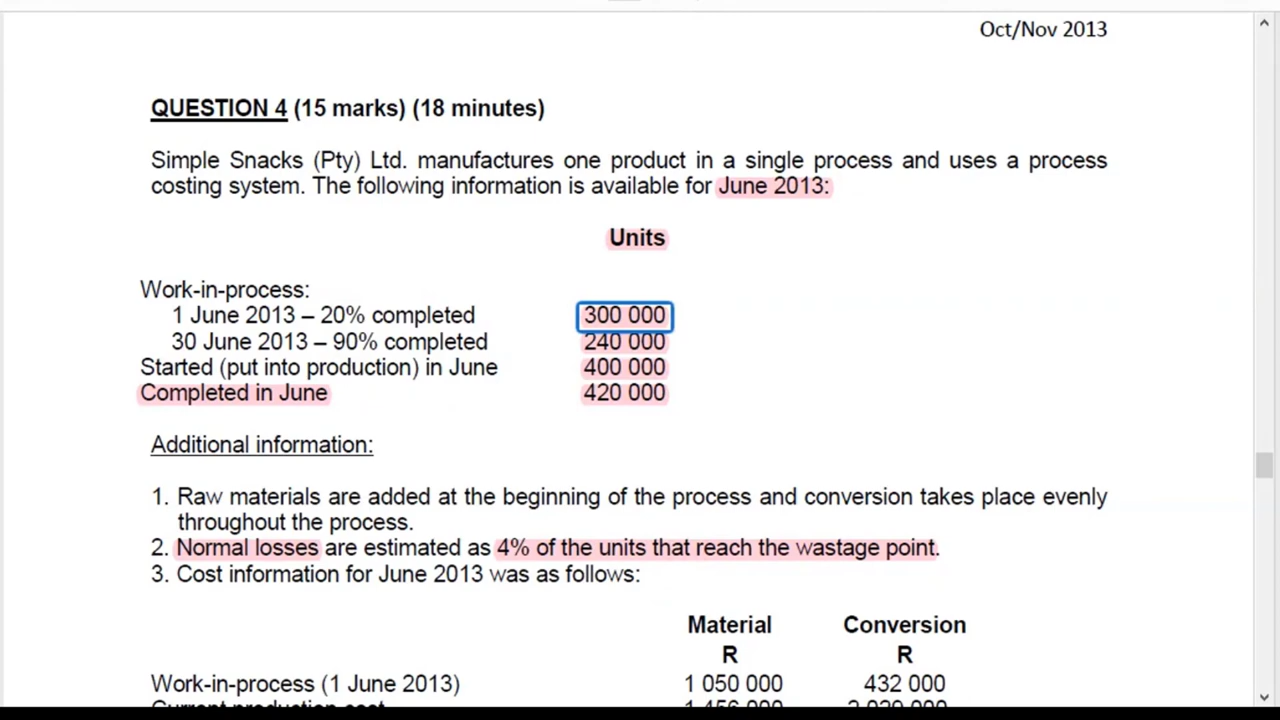 Oct/Nov 2013
QUESTION 4 (15 marks) (18 minutes)
Simple Snacks (Pty) Ltd. manufactures one product in a single process and uses a process
costing system. The following information is available for June 2013:
Units
Work-in-process:
1 June 2013 – 20% completed 300 000
30 June 2013 – 90% completed 240 000
Started (put into production) in June 400 000
Completed in June 420 000
Additional information:
1. Raw materials are added at the beginning of the process and conversion takes place evenly
throughout the process.
2. Normal losses are estimated as 4% of the units that reach the wastage point.
3. Cost information for June 2013 was as follows:
Material Conversion
R R
Work-in-process (1 June 2013) 1 050 000 432 000
Current production cost